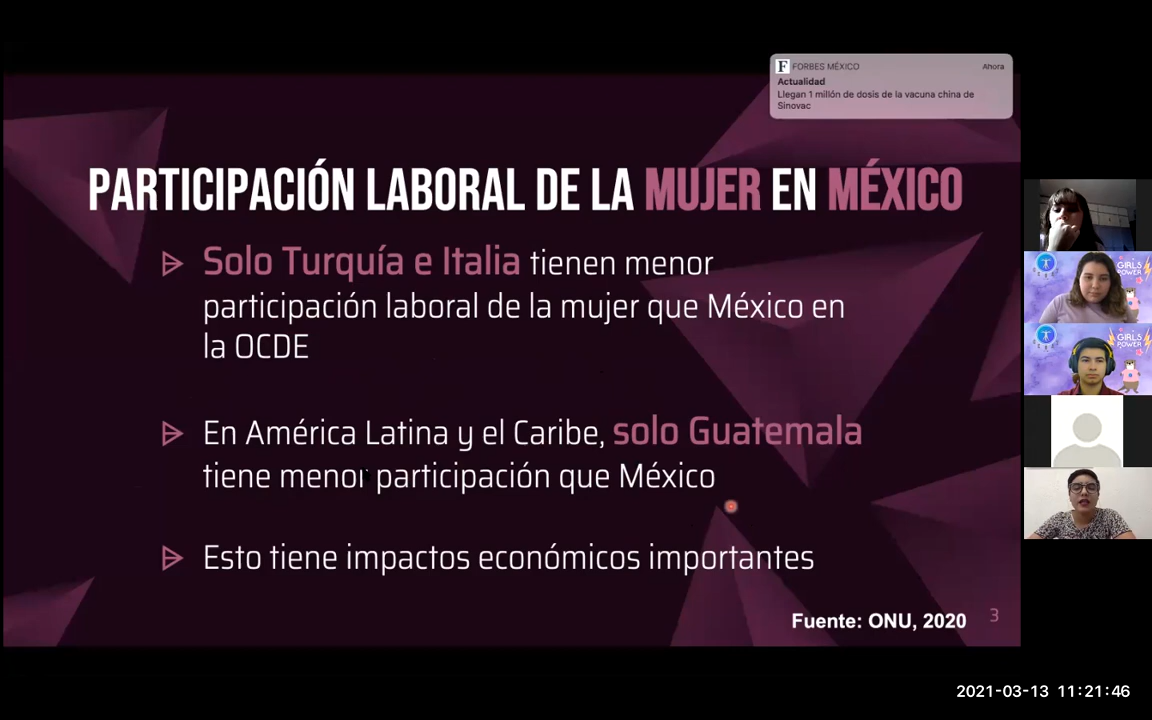 FORBES MÉXICO
Ahora
Actualidad
Llegan 1 millón de dosis de la vacuna china de
Sinovac
PARTICIPACIÓN LABORAL DE LA MUJER EN MÉXICO
Solo Turquía e Italia tienen menor
participación laboral de la mujer que México en
la OCDE
En América Latina y el Caribe, solo Guatemala
tiene menor participación que México
Esto tiene impactos económicos importantes
Fuente: ONU, 2020
3
GIRLS
POWER
GIRLS
POWER
2021-03-13 11:21:46